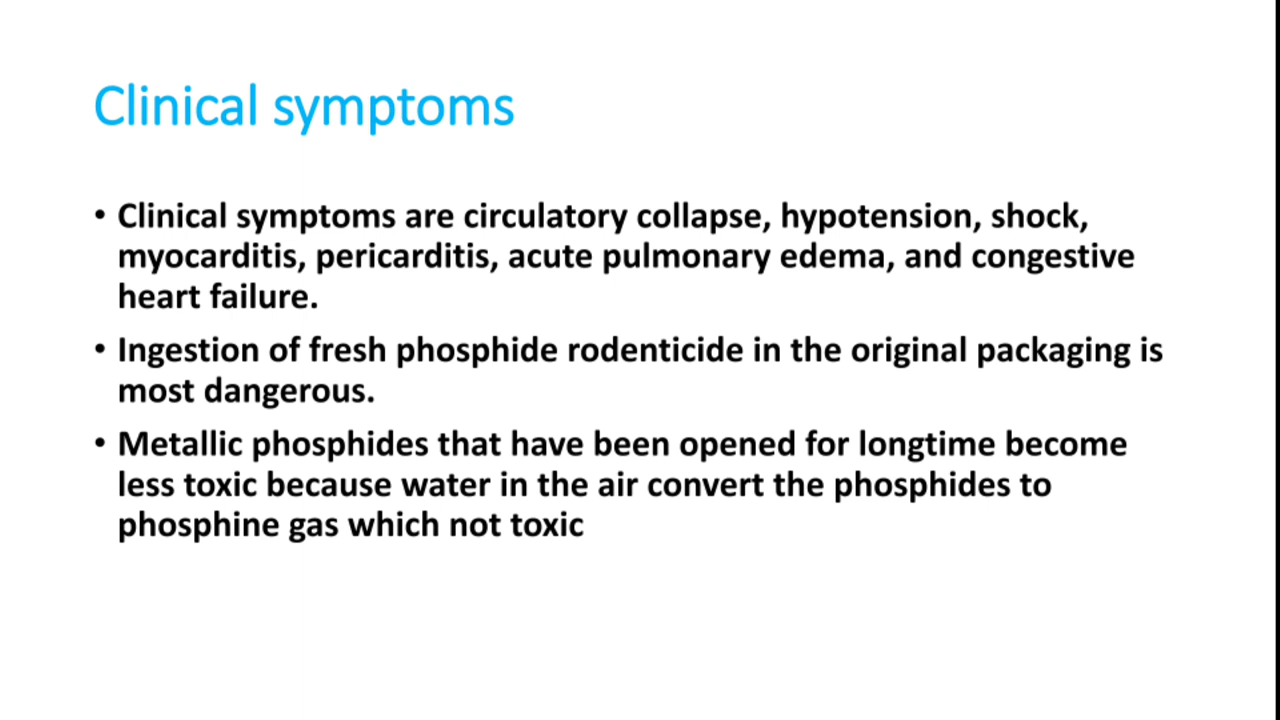 Clinical symptoms
• Clinical symptoms are circulatory collapse, hypotension, shock,
myocarditis, pericarditis, acute pulmonary edema, and congestive
heart failure.
• Ingestion of fresh phosphide rodenticide in the original packaging is
most dangerous.
• Metallic phosphides that have been opened for longtime become
less toxic because water in the air convert the phosphides to
phosphine gas which not toxic